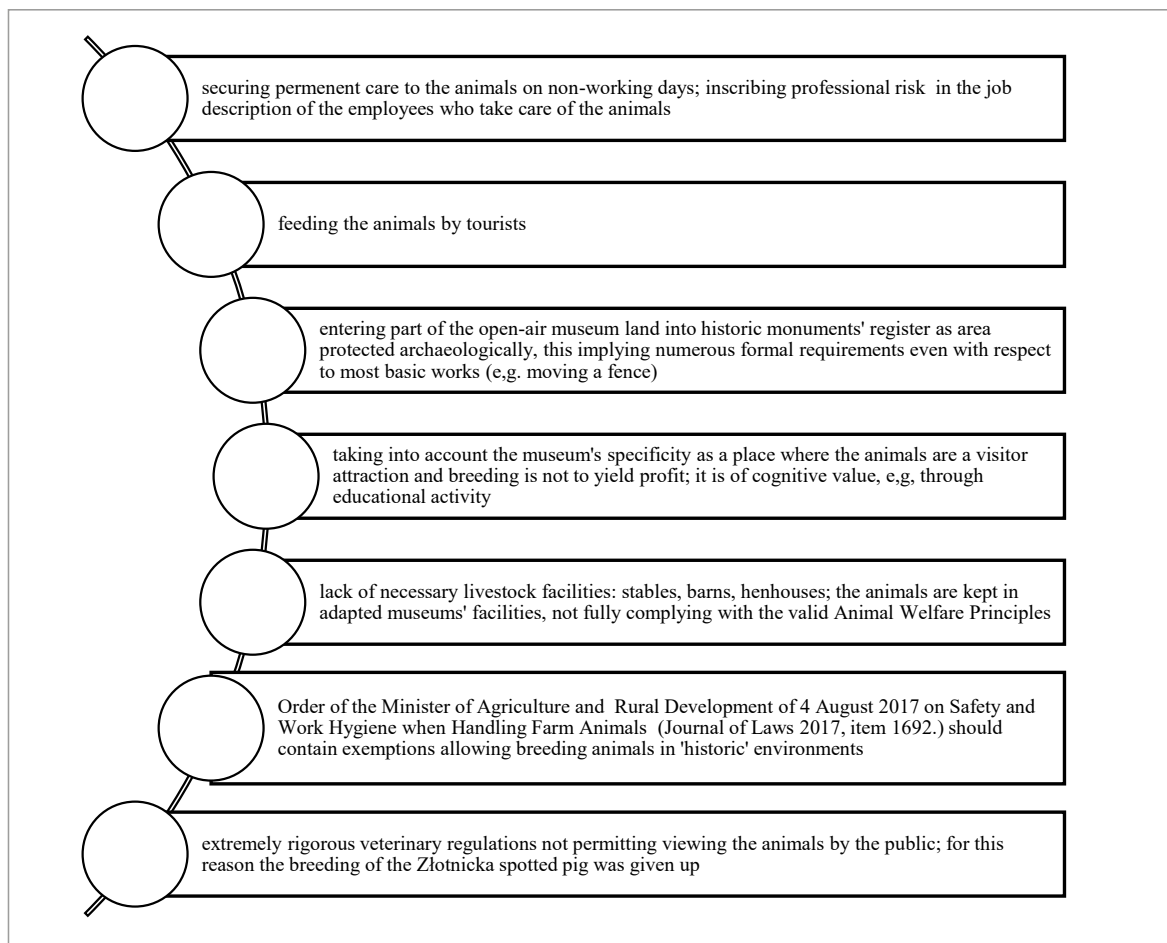 securing permenent care to the animals on non-working days; inscribing professional risk  in the job
description of the employees who take care of the animals
feeding the animals by tourists
entering part of the open-air museum land into historic monuments' register as area
protected archaeologically, this implying numerous formal requirements even with respect
to most basic works (e,g. moving a fence)
taking into account the museum's specificity as a place where the animals are a visitor
attraction and breeding is not to yield profit; it is of cognitive value, e,g, through
educational activity
lack of necessary livestock facilities: stables, barns, henhouses; the animals are kept in
adapted museums' facilities, not fully complying with the valid Animal Welfare Principles
Order of the Minister of Agriculture and  Rural Development of 4 August 2017 on Safety and
Work Hygiene when Handling Farm Animals  (Journal of Laws 2017, item 1692.) should
contain exemptions allowing breeding animals in 'historic' environments
extremely rigorous veterinary regulations not permitting viewing the animals by the public; for this
reason the breeding of the Złotnicka spotted pig was given up